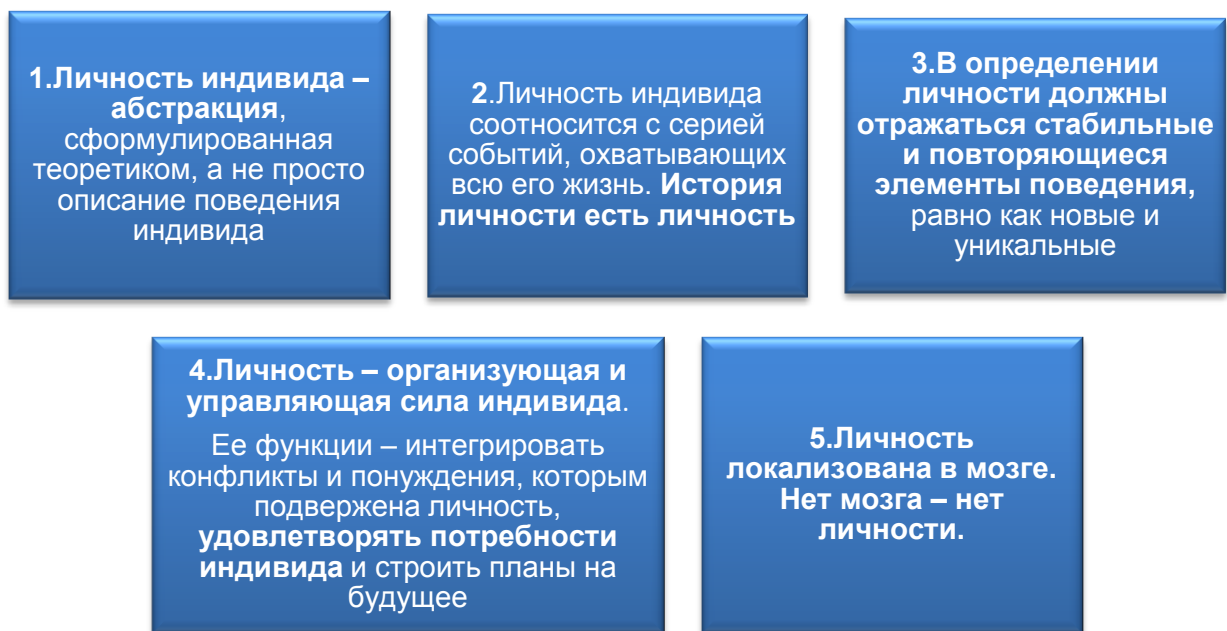 1.Личность индивида –
абстракция,
сформулированная
теоретиком, а не просто
описание поведения
индивида
2.Личность индивида
соотносится с серией
событий, охватывающих
всю его жизнь. История
личности есть личность
3.В определении
личности должны
отражаться стабильные
и повторяющиеся
элементы поведения,
равно как новые и
уникальные
4.Личность – организующая и
управляющая сила индивида.
Ее функции – интегрировать
конфликты и понуждения, которым
подвержена личность,
удовлетворять потребности
индивида и строить планы на
будущее
5.Личность
локализована в мозге.
Нет мозга – нет
личности.